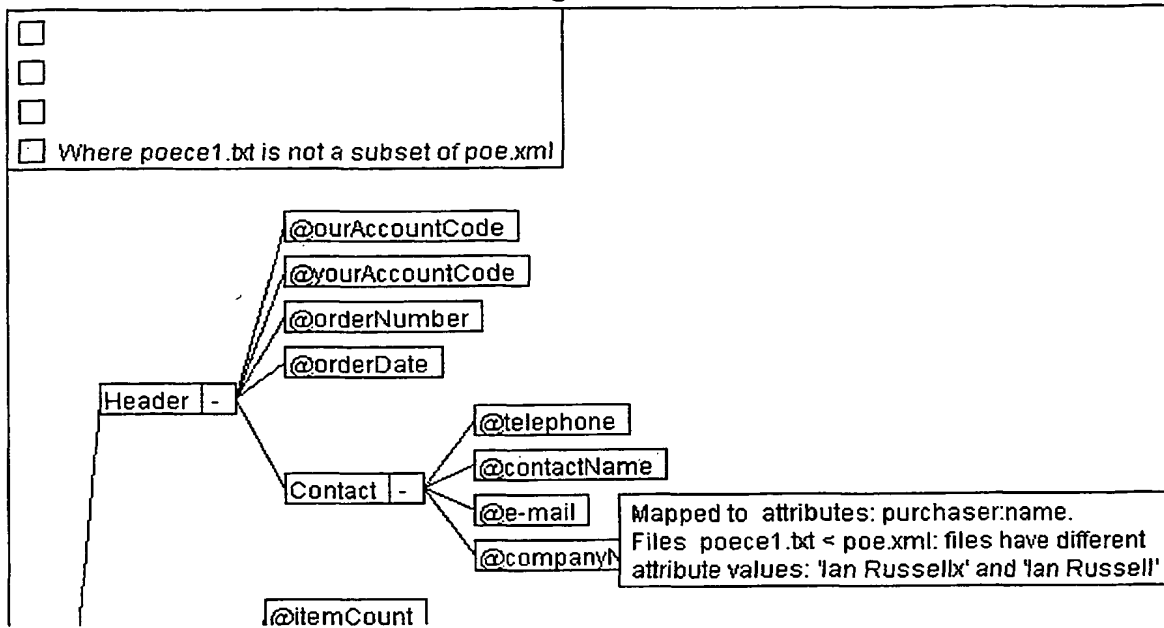 Where poece1.txt is not a subset of poe.xml
@ourAccountCode
@yourAccountCode
@orderNumber
@orderDate
Header -
@telephone
@contactName
Contact -
@e-mail
@companyN
Mapped to attributes: purchaser:name.
Files poece1.txt < poe.xml: files have different
attribute values: 'Ian Russellx' and 'Ian Russell'
@itemCount